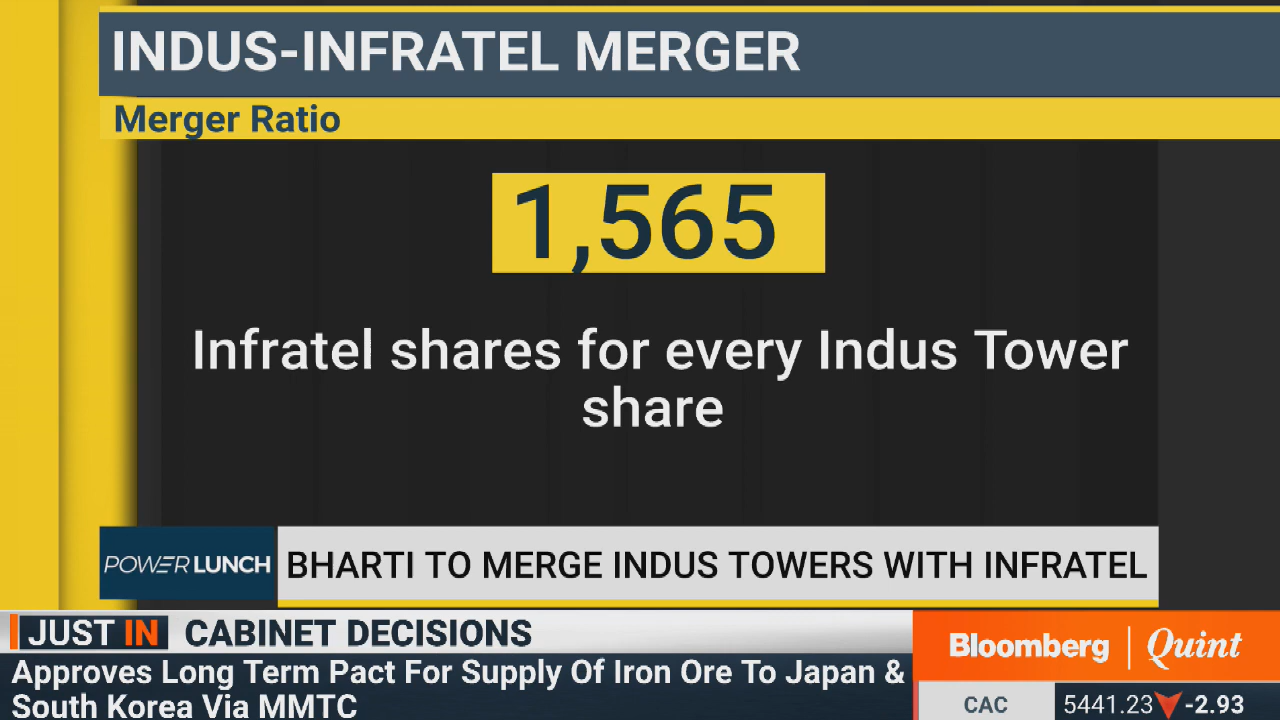 INDUS-INFRATEL MERGER
Merger Ratio
1,565
Infratel shares for every Indus Tower
share
POWER LUNCH
BHARTI TO MERGE INDUS TOWERS WITH INFRATEL
JUST IN CABINET DECISIONS
Approves Long Term Pact For Supply Of Iron Ore To Japan &
South Korea Via MMTC
Bloomberg | Quint
CAC 5441.23 -2.93